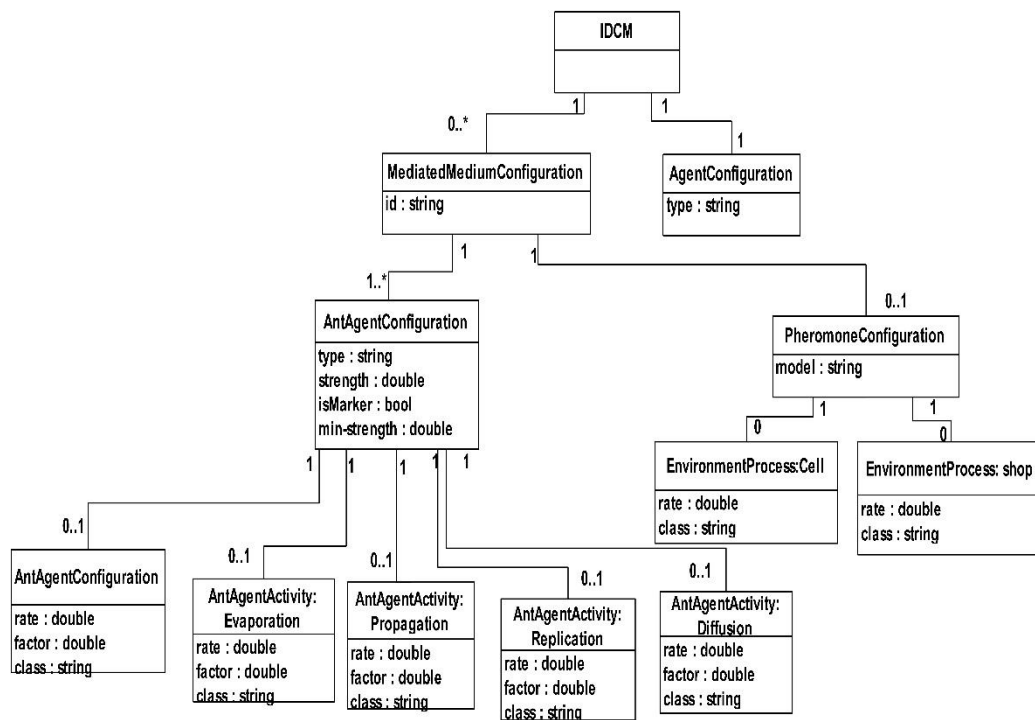 IDCM
1
1
0..*
1
MediatedMediumConfiguration
id : string
AgentConfiguration
type : string
1
1
1..*
0..1
AntAgentConfiguration
type : string
strength : double
isMarker : bool
min-strength : double
PheromoneConfiguration
model : string
1
1
0
0
EnvironmentProcess:Cell
rate : double
class : string
EnvironmentProcess: shop
rate : double
class : string
1
1
1
1
1
0..1
0..1
0..1
0..1
0..1
AntAgentConfiguration
rate : double
factor : double
class : string
AntAgentActivity:
Evaporation
rate : double
factor : double
class : string
AntAgentActivity:
Propagation
rate : double
factor : double
class : string
AntAgentActivity:
Replication
rate : double
factor : double
class : string
AntAgentActivity:
Diffusion
rate : double
factor : double
class : string